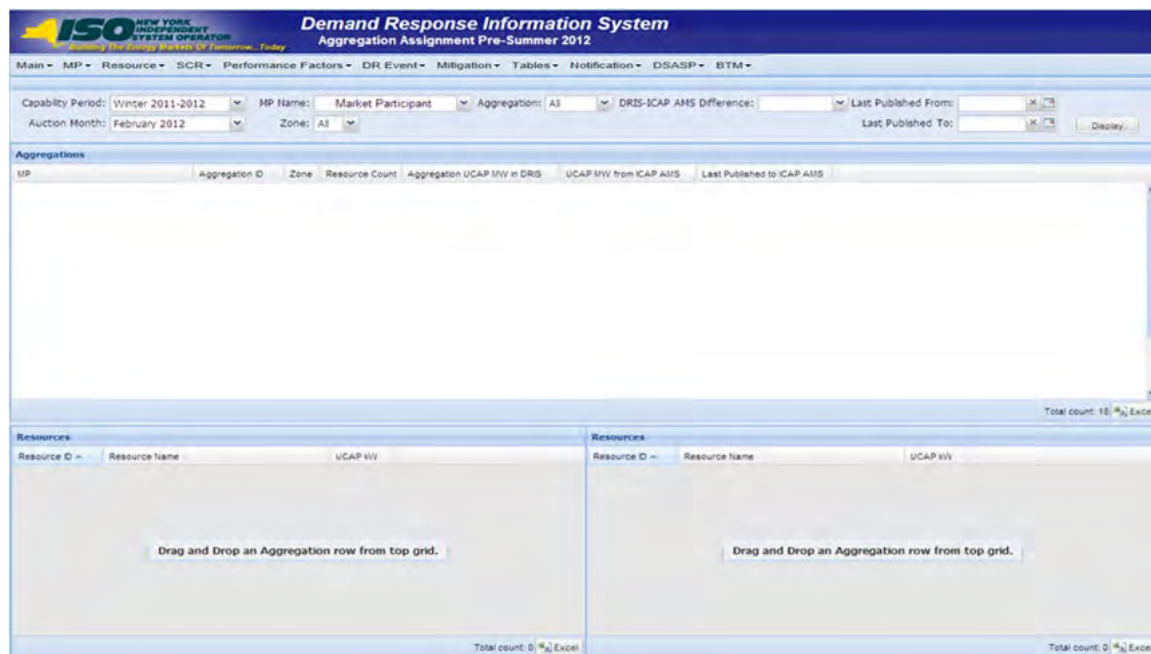 NEW YORK
ISO INDEPENDENT
SYSTEM OPERATOR
Building The Energy Markets Of Tomorrow...Today
Demand Response Information System
Aggregation Assignment Pre-Summer 2012
Main MP Resource SCR Performance Factors DR Event Mitigation Tables Notification DSASP BTM
Capability Period: Winter 2011-2012 MP Name: Market Participant Aggregation: All DRIS-ICAP AMS Difference: Last Published From:
Auction Month: February 2012 Zone: All Last Published To: Display
Aggregations
MP Aggregation ID Zone Resource Count Aggregation UCAP MW in DRIS UCAP MW from ICAP AMS Last Published to ICAP AMS
Total count: 18 Excel
Resources Resources
Resource ID Resource Name UCAP kW Resource ID Resource Name UCAP kW
Drag and Drop an Aggregation row from top grid. Drag and Drop an Aggregation row from top grid.
Total count: 0 Excel Total count: 0 Excel